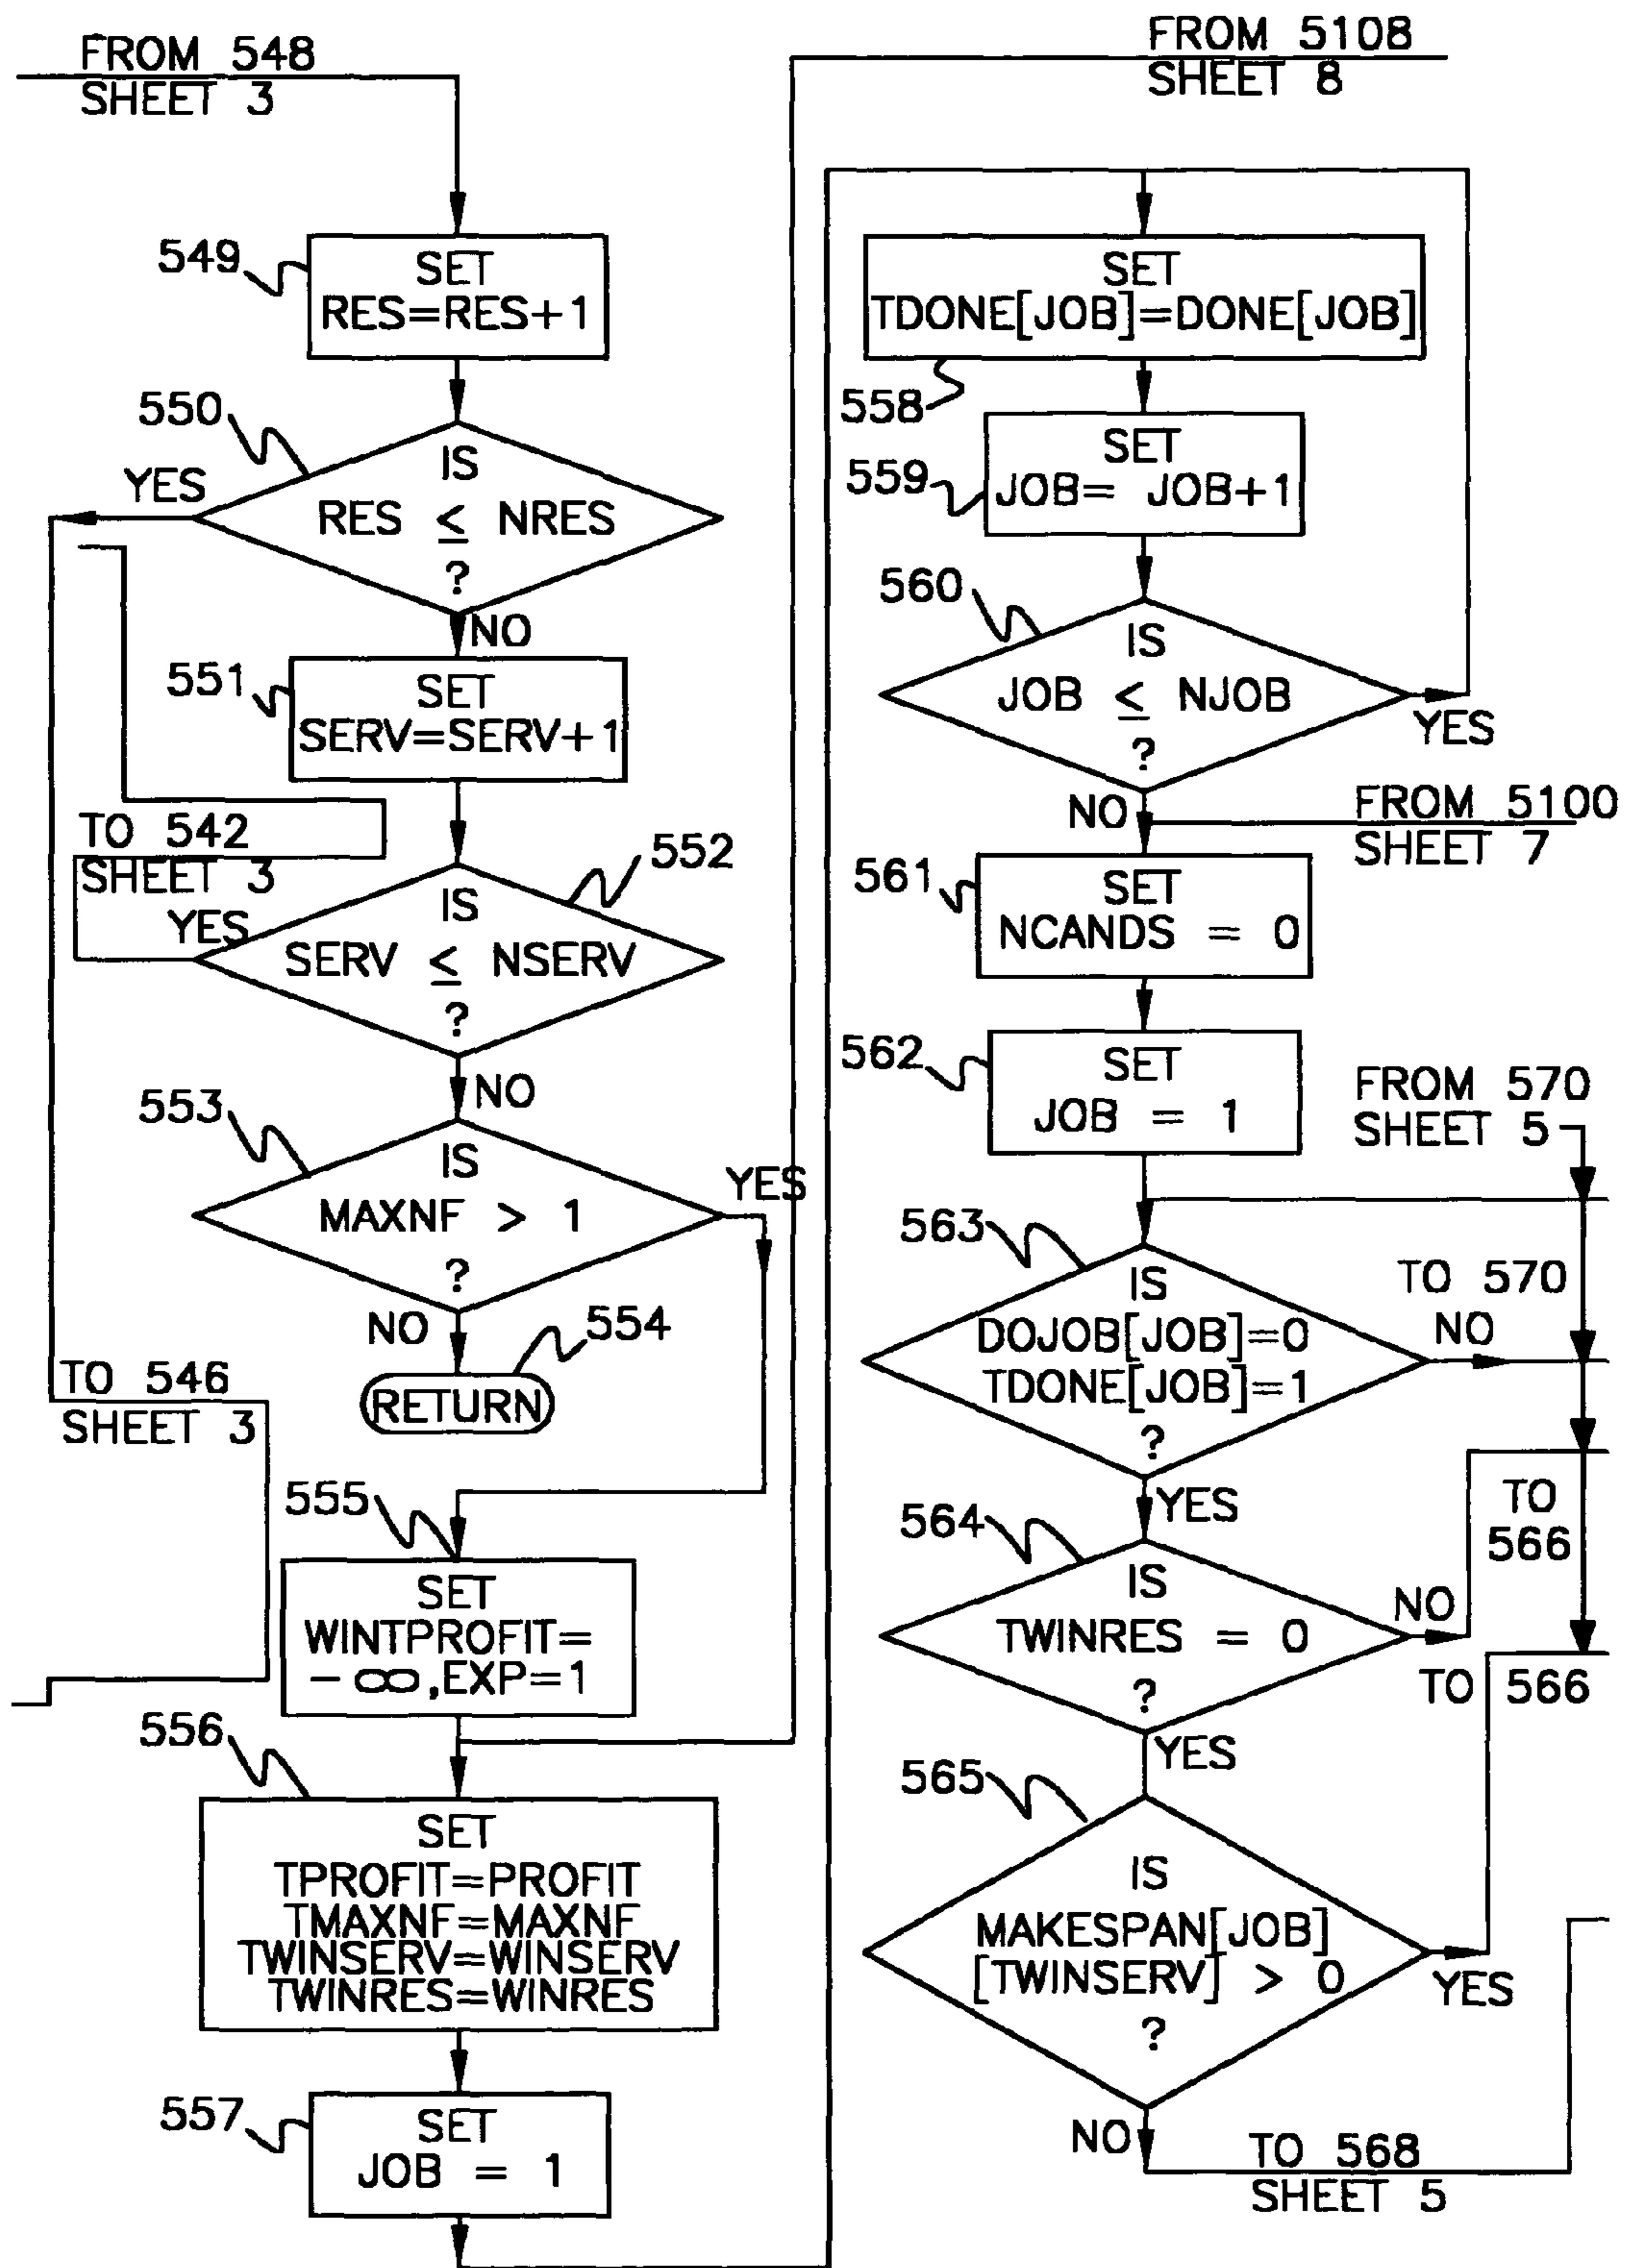 FROM 548
SHEET 3
549
SET
RES=RES+1
550
IS
RES ≤ NRES
?
YES
NO
551
SET
SERV=SERV+1
TO 542
SHEET 3
552
IS
SERV ≤ NSERV
?
YES
NO
553
IS
MAXNF > 1
?
YES
NO
554
RETURN
TO 546
SHEET 3
555
SET
WINTPROFIT=
-∞,EXP=1
556
SET
TPROFIT=PROFIT
TMAXNF=MAXNF
TWINSERV=WINSERV
TWINRES=WINRES
557
SET
JOB = 1
FROM 5108
SHEET 8
SET
TDONE[JOB]=DONE[JOB]
558
SET
JOB= JOB+1
559
560
IS
JOB ≤ NJOB
?
YES
NO
FROM 5100
SHEET 7
561
SET
NCANDS = 0
562
SET
JOB = 1
FROM 570
SHEET 5
563
IS
DOJOB[JOB]=0
TDONE[JOB]=1
?
TO 570
NO
YES
564
IS
TWINRES = 0
?
NO
TO
566
YES
TO 566
565
IS
MAKESPAN[JOB]
[TWINSERV] > 0
?
YES
NO
TO 568
SHEET 5